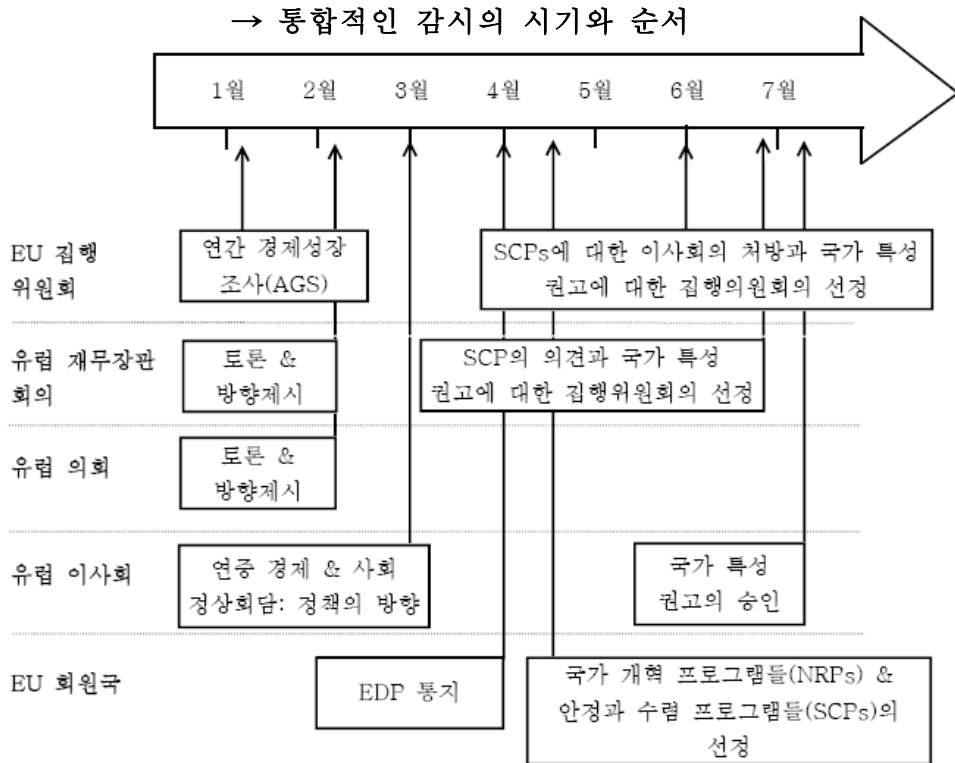 → 통합적인 감시의 시기와 순서
1월 2월 3월 4월 5월 6월 7월
EU 집행
위원회
연간 경제성장
조사(AGS)
SCPs에 대한 이사회의 처방과 국가 특성
권고에 대한 집행의원회의 선정
유럽 재무장관
회의
토론 &
방향제시
SCP의 의견과 국가 특성
권고에 대한 집행위원회의 선정
유럽 의회
토론 &
방향제시
유럽 이사회
연중 경제 & 사회
정상회담: 정책의 방향
국가 특성
권고의 승인
EU 회원국
EDP 통지
국가 개혁 프로그램들(NRPs) &
안정과 수렴 프로그램들(SCPs)의
선정